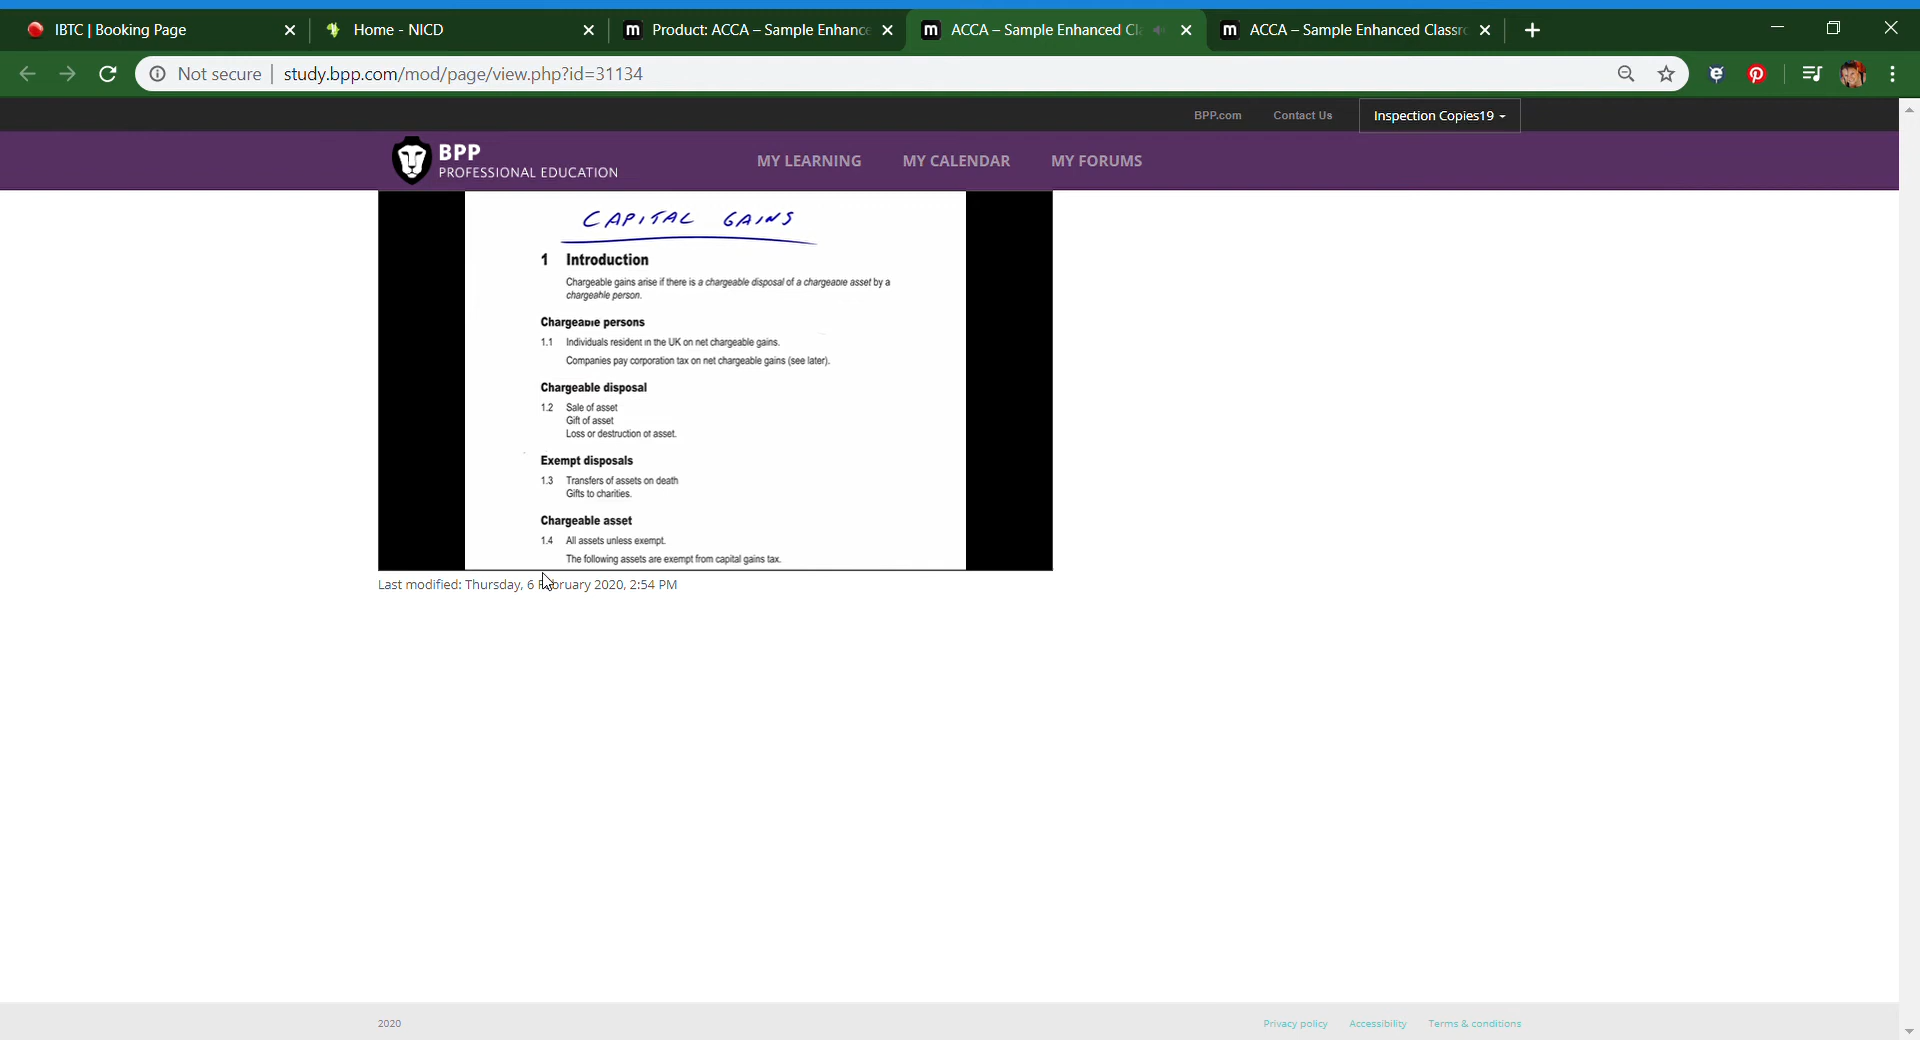 IBTC | Booking Page
Home - NICD
Product: ACCA – Sample Enhance
ACCA – Sample Enhanced Cla
ACCA – Sample Enhanced Classro
Not secure | study.bpp.com/mod/page/view.php?id=31134
BPP.com Contact Us Inspection Copies19
BPP
PROFESSIONAL EDUCATION
MY LEARNING MY CALENDAR MY FORUMS
CAPITAL GAINS
1 Introduction
Chargeable gains arise if there is a chargeable disposal of a chargeable asset by a
chargeable person.
Chargeable persons
1.1 Individuals resident in the UK on net chargeable gains.
Companies pay corporation tax on net chargeable gains (see later).
Chargeable disposal
1.2 Sale of asset
Gift of asset
Loss or destruction of asset.
Exempt disposals
1.3 Transfers of assets on death
Gifts to charities.
Chargeable asset
1.4 All assets unless exempt.
The following assets are exempt from capital gains tax.
Last modified: Thursday, 6 February 2020, 2:54 PM
2020
Privacy policy Accessibility Terms & conditions